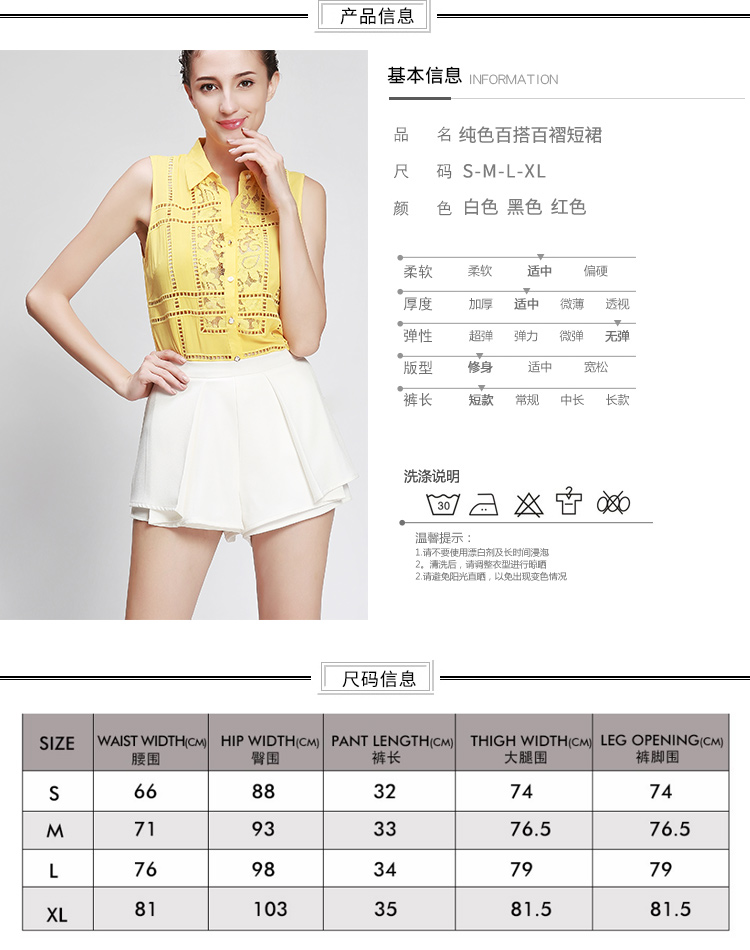 产品信息
基本信息 INFORMATION
品 名 纯色百搭百褶短裙
尺 码 S-M-L-XL
颜 色 白色 黑色 红色
柔软 柔软 适中 偏硬
厚度 加厚 适中 微薄 透视
弹性 超弹 弹力 微弹 无弹
版型 修身 适中 宽松
裤长 短款 常规 中长 长款
洗涤说明
30
温馨提示：
1.请不要使用漂白剂及长时间浸泡
2。清洗后，请调整衣型进行晾晒
2.请避免阳光直晒，以免出现变色情况
尺码信息
SIZE WAIST WIDTH(CM) HIP WIDTH(CM) PANT LENGTH(CM) THIGH WIDTH(CM) LEG OPENING(CM)
腰围 臀围 裤长 大腿围 裤脚围
S 66 88 32 74 74
M 71 93 33 76.5 76.5
L 76 98 34 79 79
XL 81 103 35 81.5 81.5